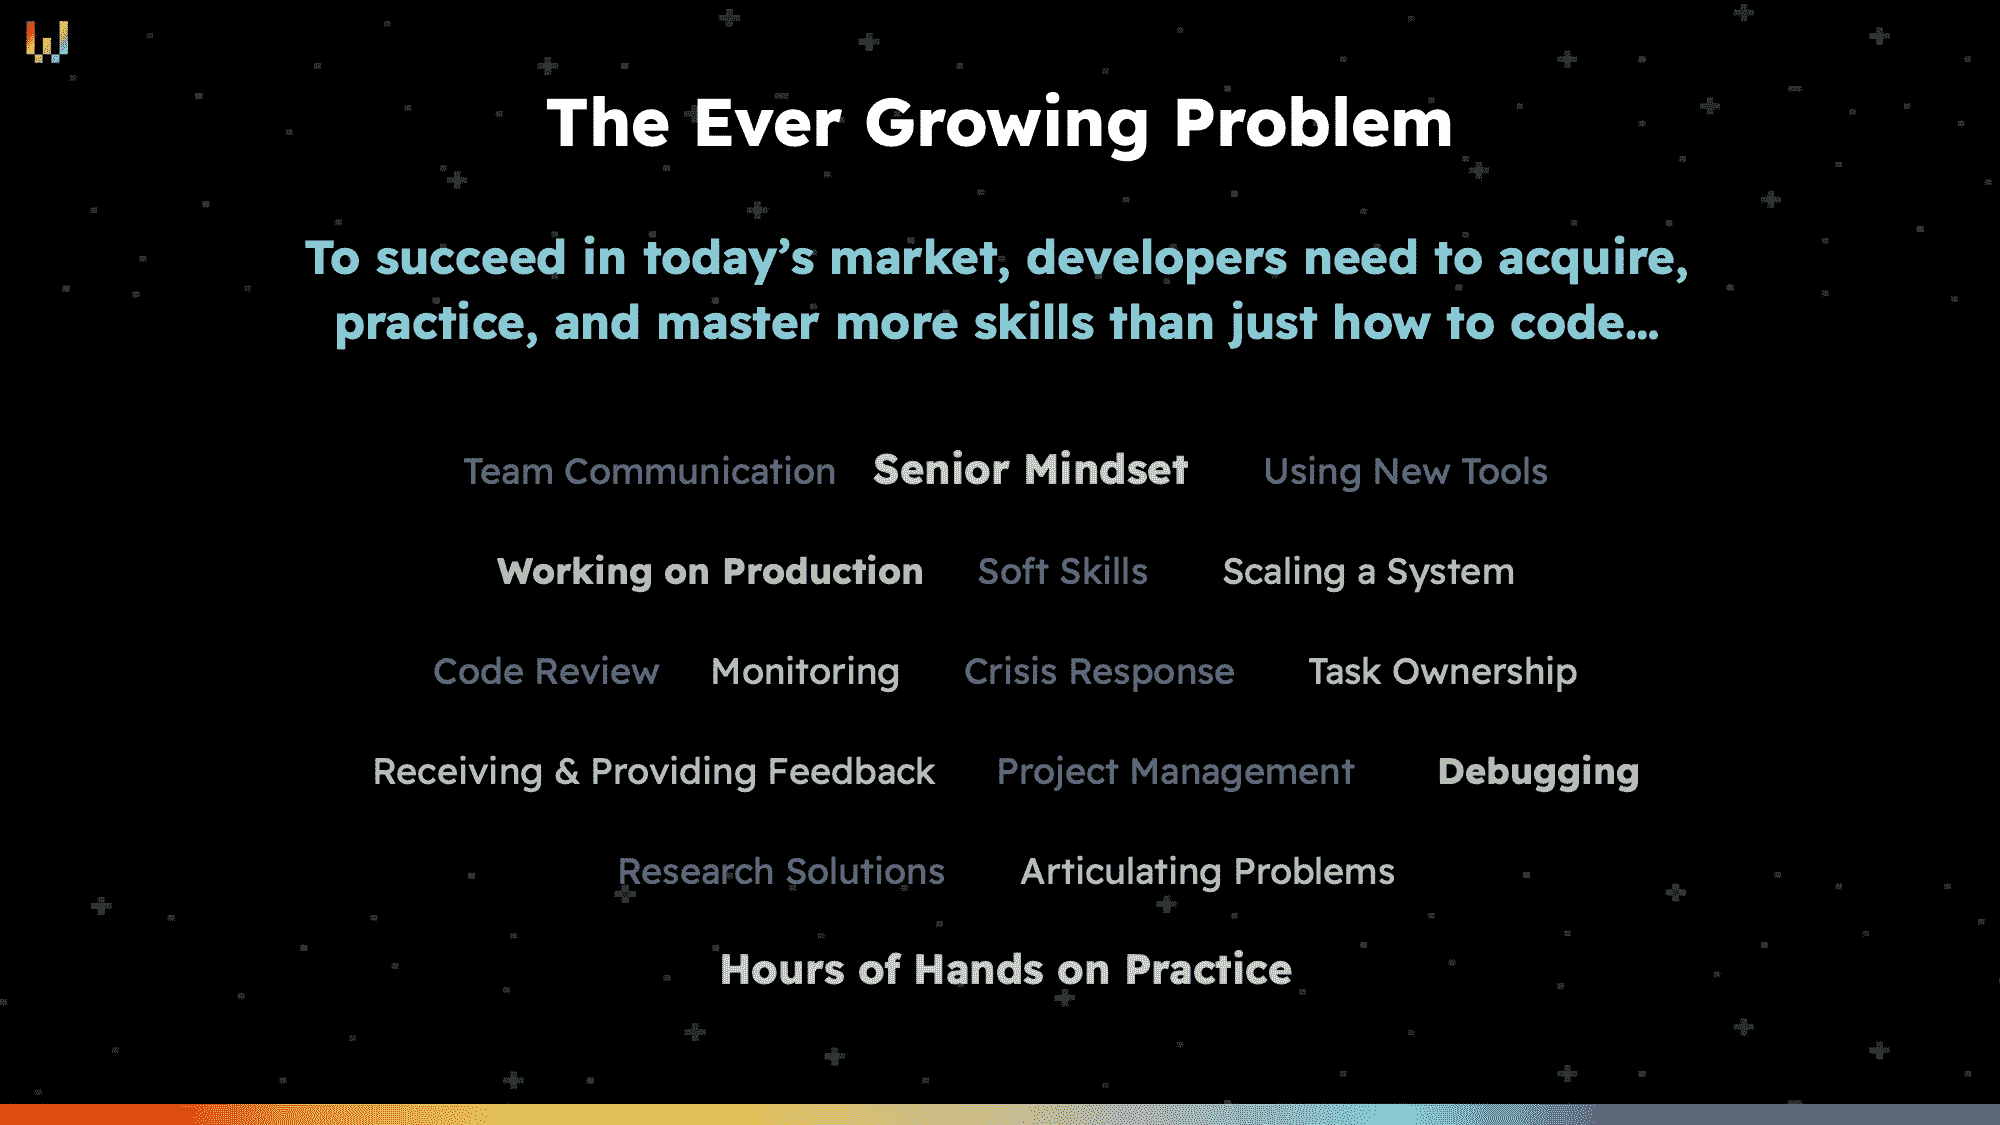 The Ever Growing Problem
To succeed in today’s market, developers need to acquire,
practice, and master more skills than just how to code...
Team Communication Senior Mindset Using New Tools
Working on Production Soft Skills Scaling a System
Code Review Monitoring Crisis Response Task Ownership
Receiving & Providing Feedback Project Management Debugging
Research Solutions Articulating Problems
Hours of Hands on Practice